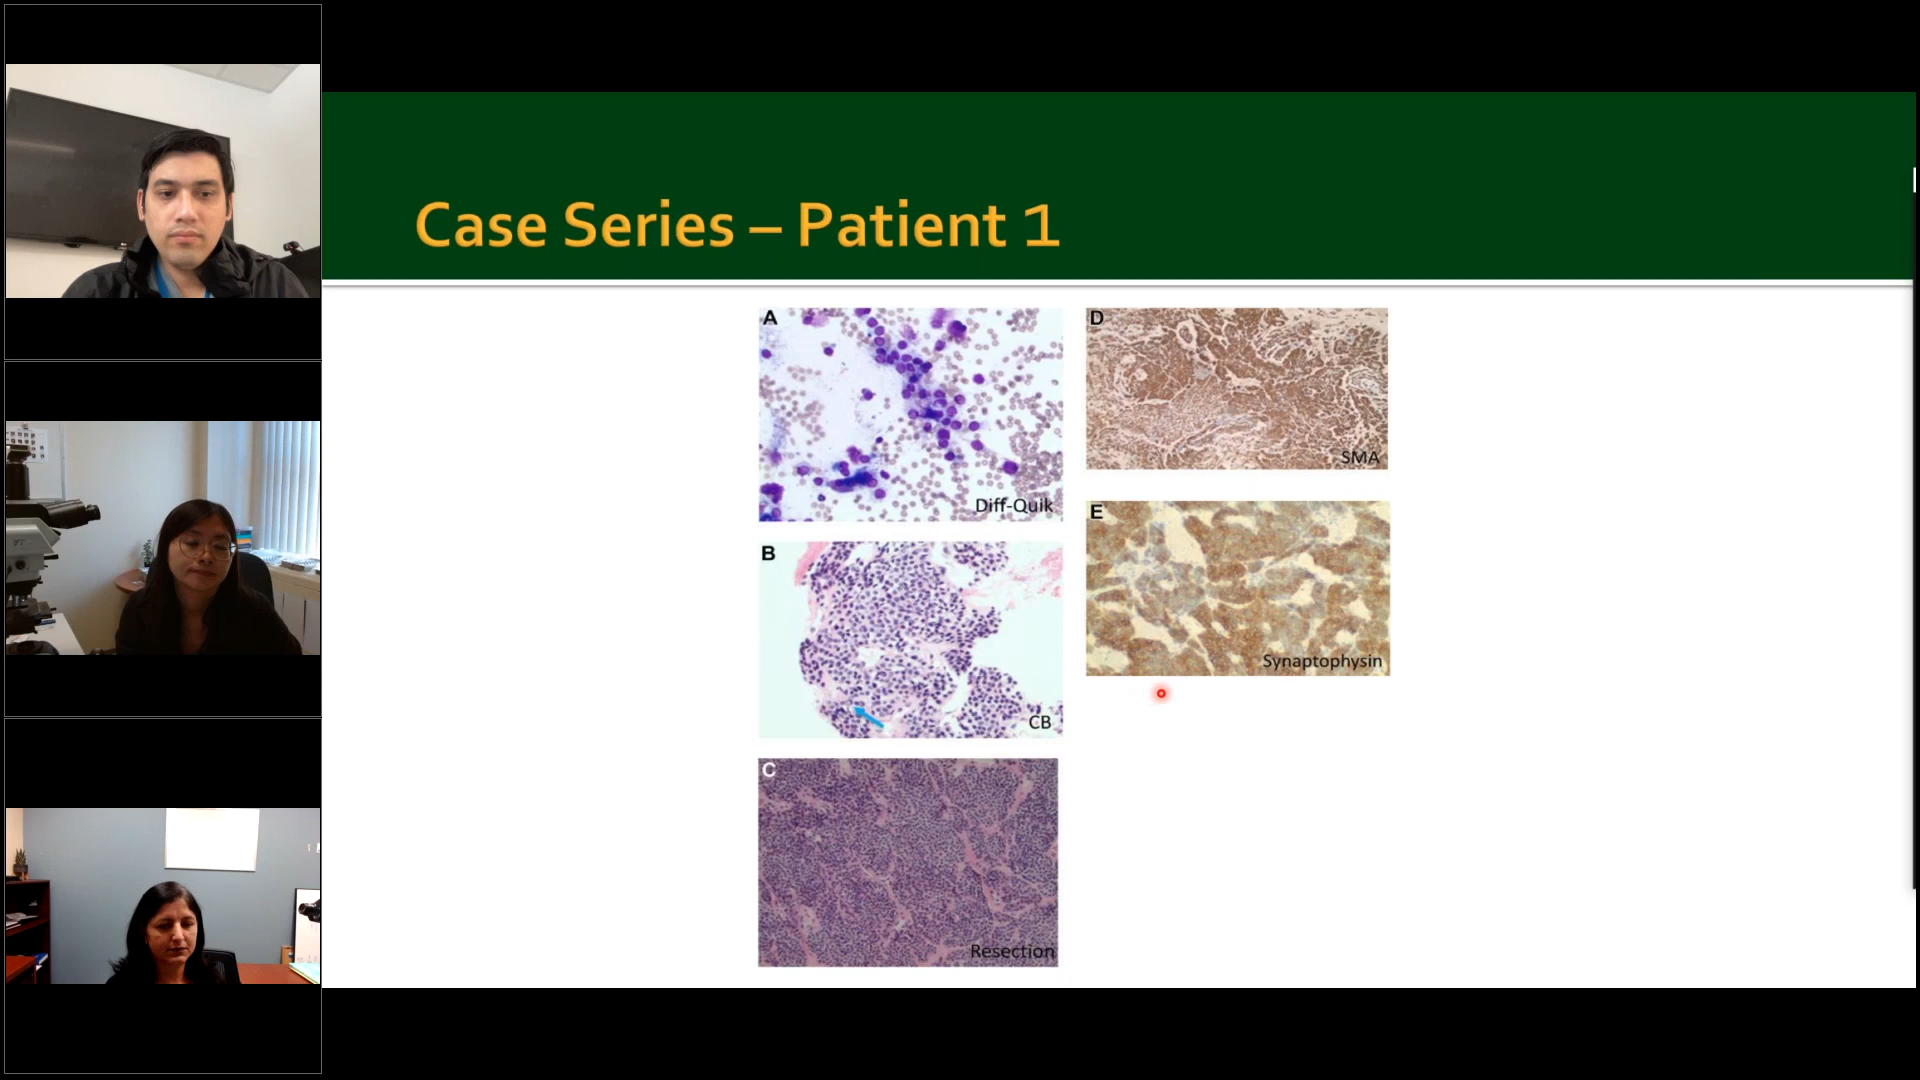 Case Series – Patient 1
A
Diff-Quik
B
CB
C
Resection
D
SMA
E
Synaptophysin